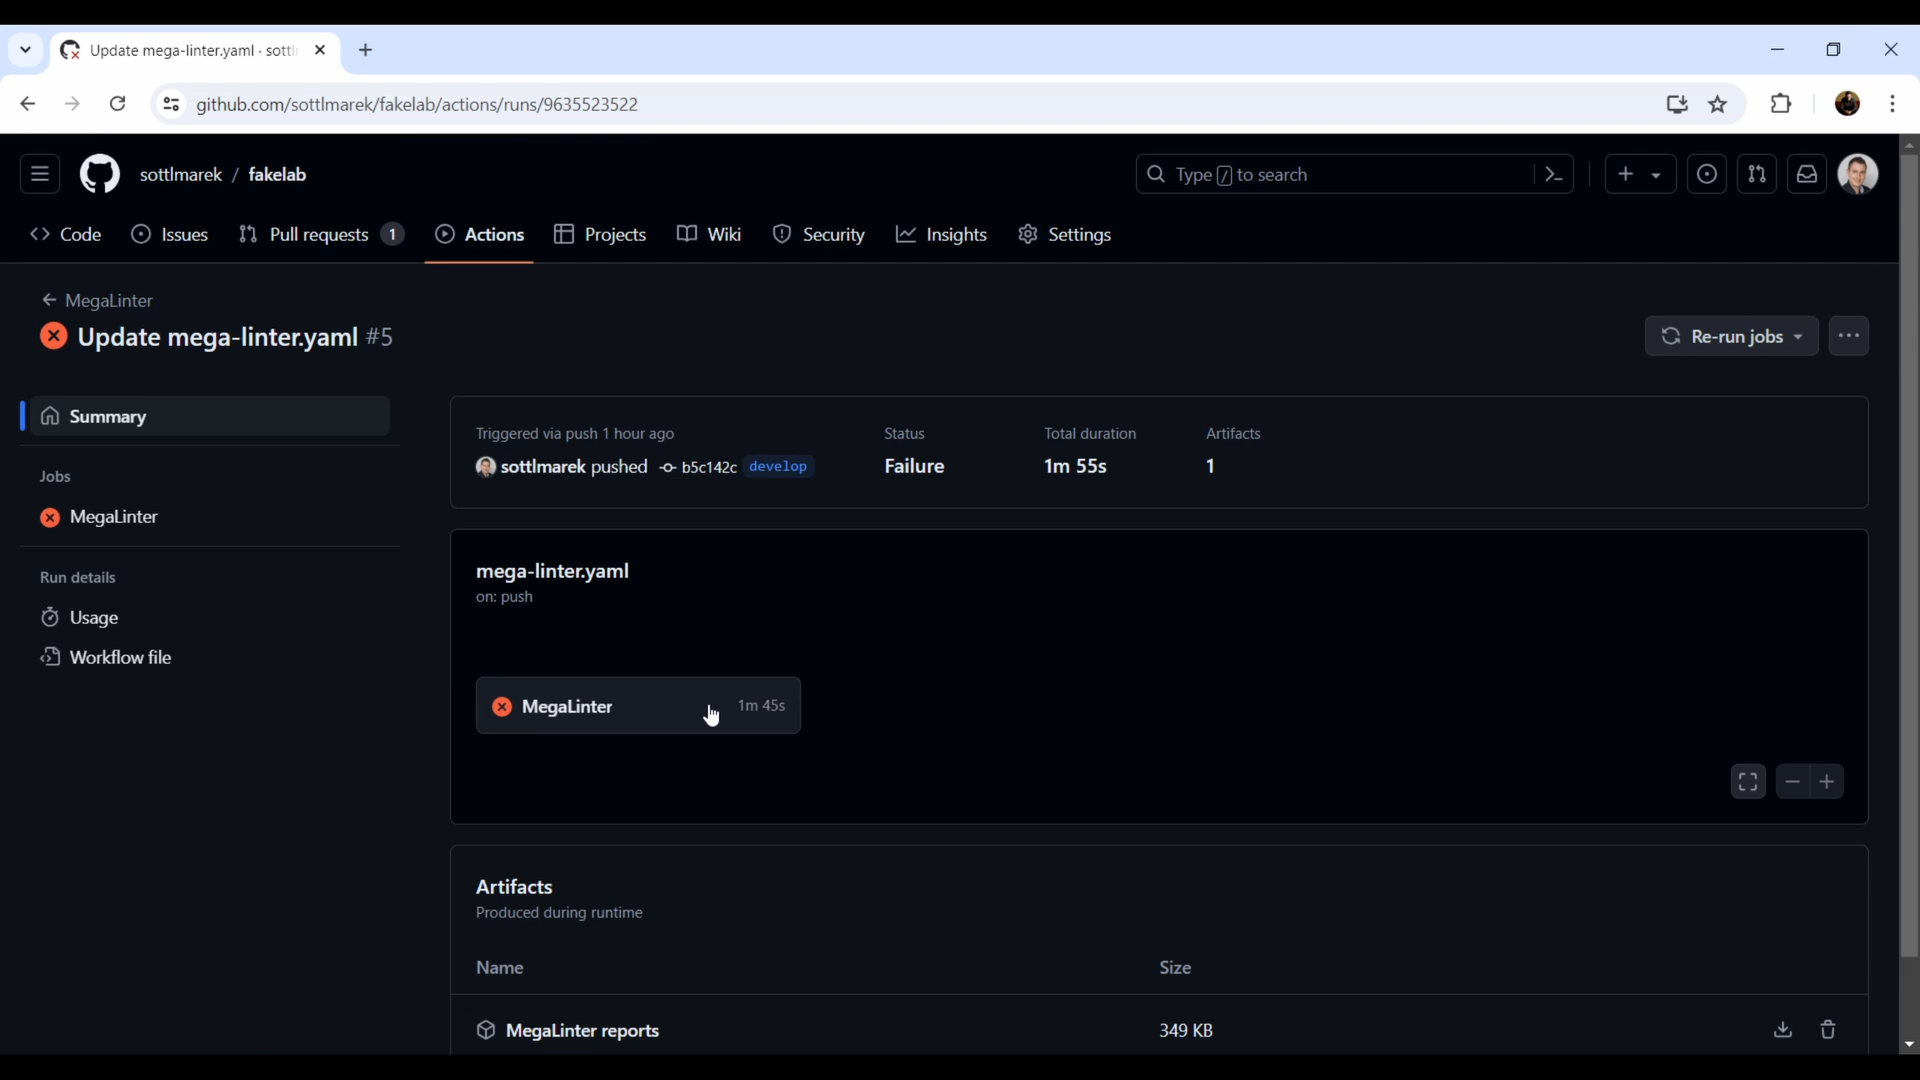 Update mega-linter.yaml · sottl
github.com/sottlmarek/fakelab/actions/runs/9635523522
sottlmarek / fakelab
Type / to search
Code
Issues
Pull requests 1
Actions
Projects
Wiki
Security
Insights
Settings
MegaLinter
Update mega-linter.yaml #5
Re-run jobs
Summary
Jobs
MegaLinter
Run details
Usage
Workflow file
Triggered via push 1 hour ago
sottlmarek pushed b5c142c develop
Status
Failure
Total duration
1m 55s
Artifacts
1
mega-linter.yaml
on: push
MegaLinter 1m 45s
Artifacts
Produced during runtime
Name Size
MegaLinter reports 349 KB